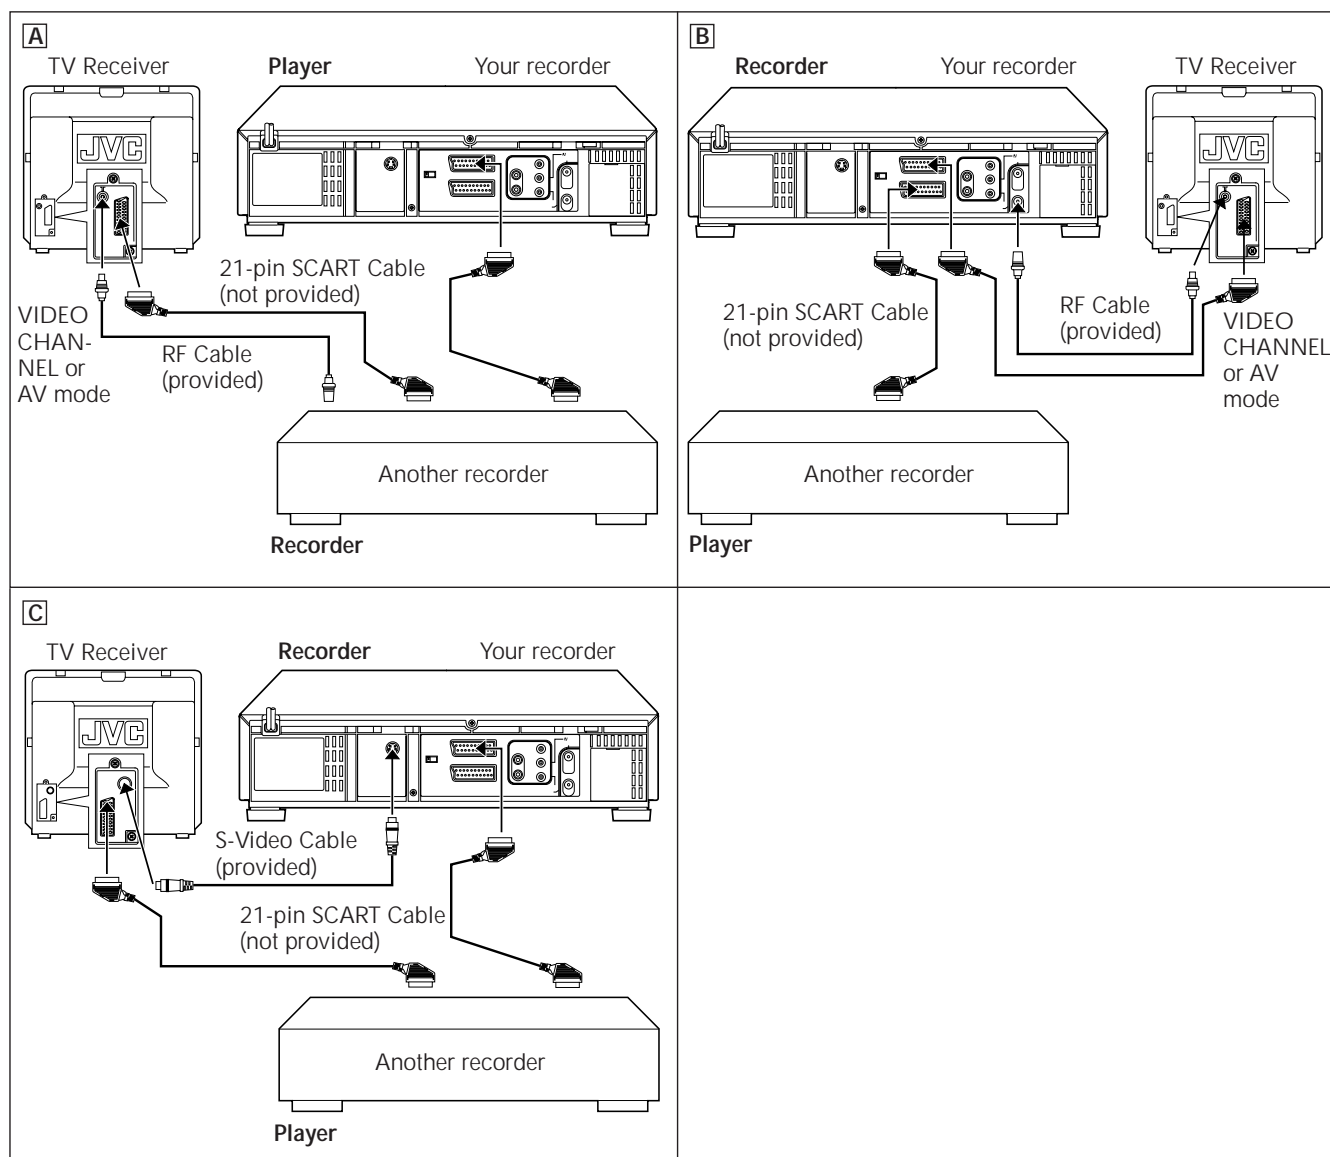 A
TV Receiver
Player
Your recorder
JVC
21-pin SCART Cable
(not provided)
VIDEO
CHAN-
NEL or
AV mode
RF Cable
(provided)
Another recorder
Recorder
B
Recorder
Your recorder
TV Receiver
JVC
21-pin SCART Cable
(not provided)
RF Cable
(provided)
VIDEO
CHANNEL
or AV
mode
Another recorder
Player
C
TV Receiver
Recorder
Your recorder
JVC
S-Video Cable
(provided)
21-pin SCART Cable
(not provided)
Another recorder
Player